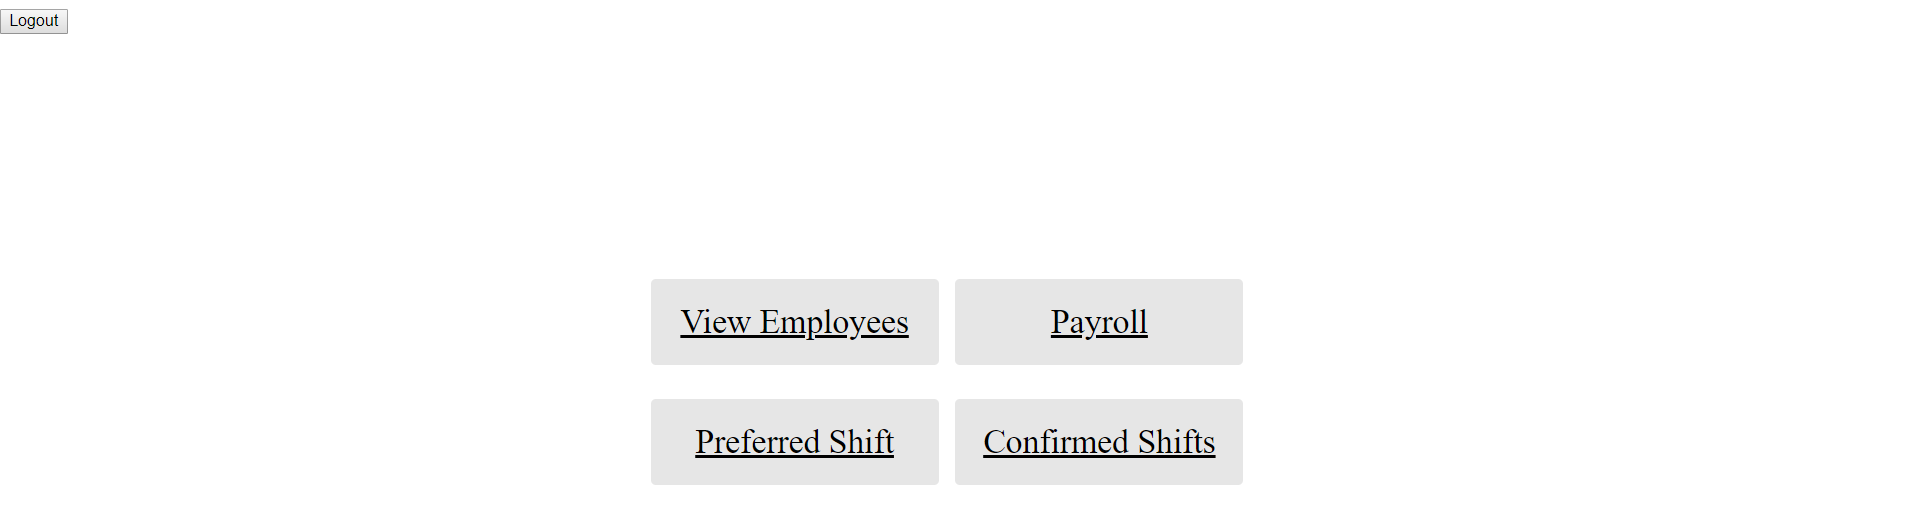 Logout
View Employees
Payroll
Preferred Shift
Confirmed Shifts